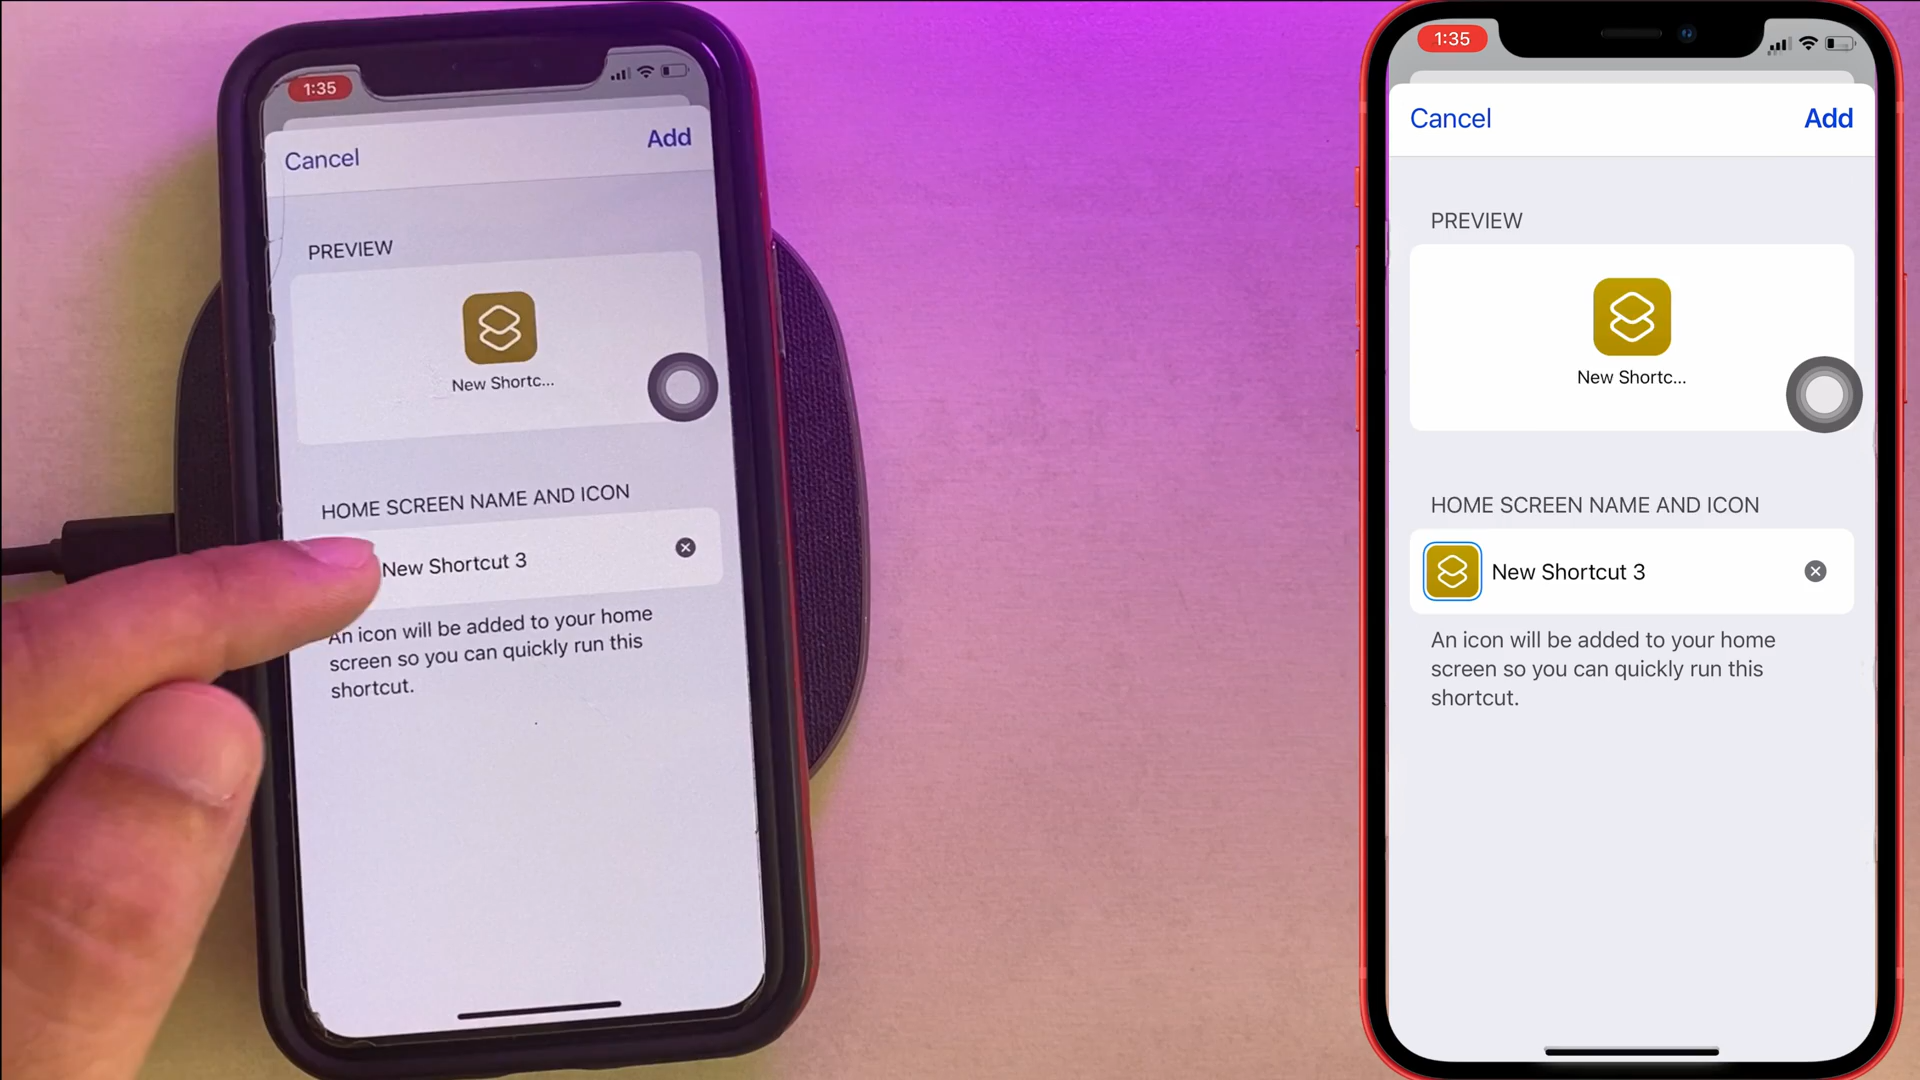 1:35
Cancel
Add
PREVIEW
New Shortc...
HOME SCREEN NAME AND ICON
New Shortcut 3
An icon will be added to your home
screen so you can quickly run this
shortcut.
1:35
Cancel
Add
PREVIEW
New Shortc...
HOME SCREEN NAME AND ICON
New Shortcut 3
An icon will be added to your home
screen so you can quickly run this
shortcut.